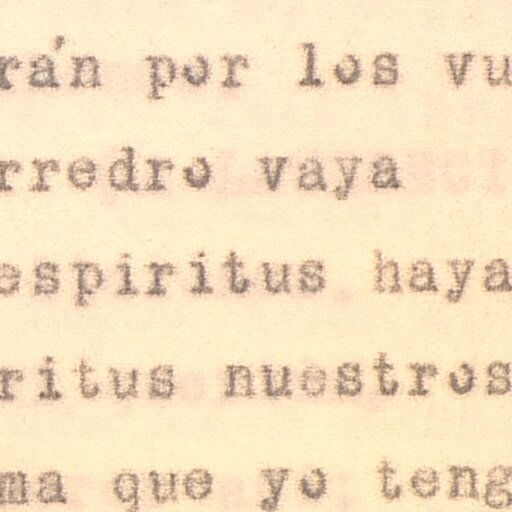 rán por los vu
rredro vaya
espiritus haya
ritus nuestros
ma que yo teng